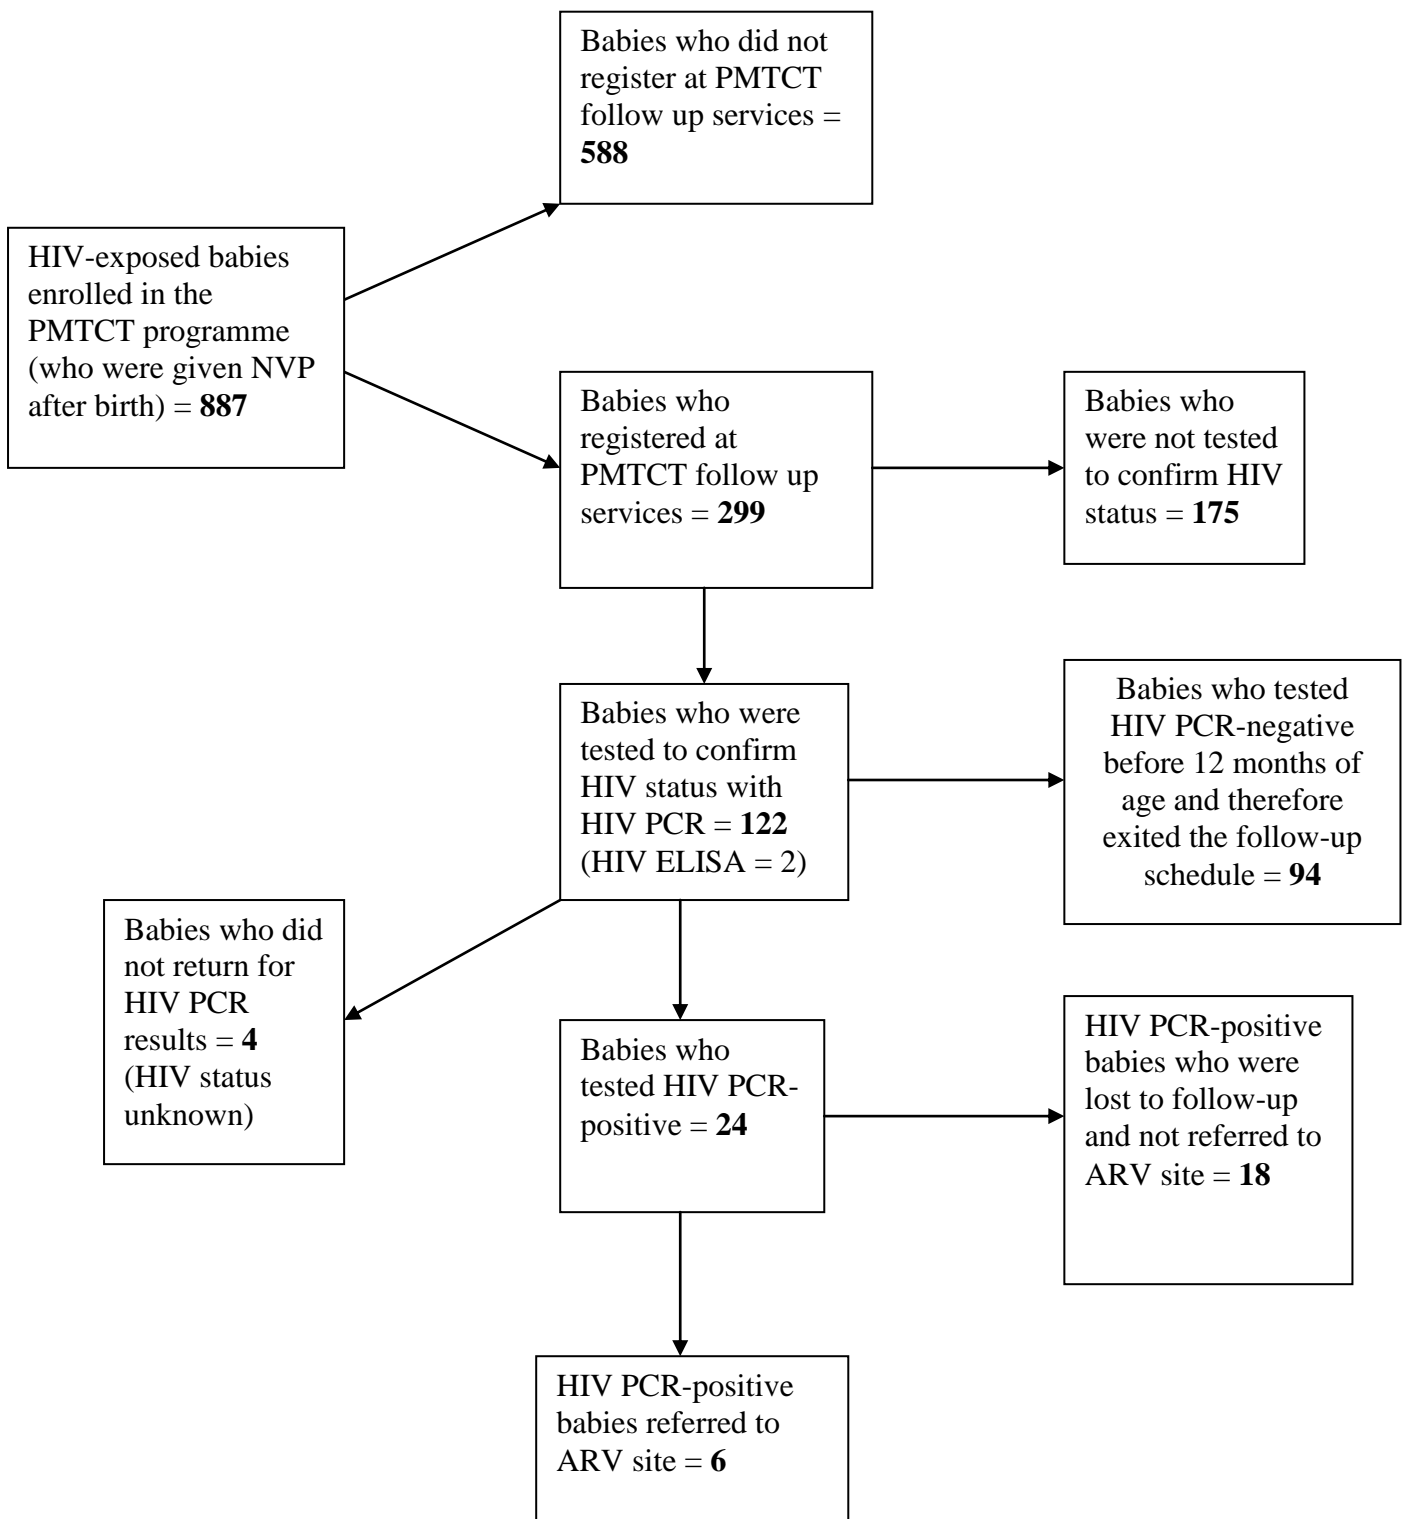 Babies who did not
register at PMTCT
follow up services =
588
HIV-exposed babies
enrolled in the
PMTCT programme
(who were given NVP
after birth) = 887
Babies who
registered at
PMTCT follow up
services = 299
Babies who
were not tested
to confirm HIV
status = 175
Babies who were
tested to confirm
HIV status with
HIV PCR = 122
(HIV ELISA = 2)
Babies who tested
HIV PCR-negative
before 12 months of
age and therefore
exited the follow-up
schedule = 94
Babies who did
not return for
HIV PCR
results = 4
(HIV status
unknown)
Babies who
tested HIV PCR-
positive = 24
HIV PCR-positive
babies who were
lost to follow-up
and not referred to
ARV site = 18
HIV PCR-positive
babies referred to
ARV site = 6